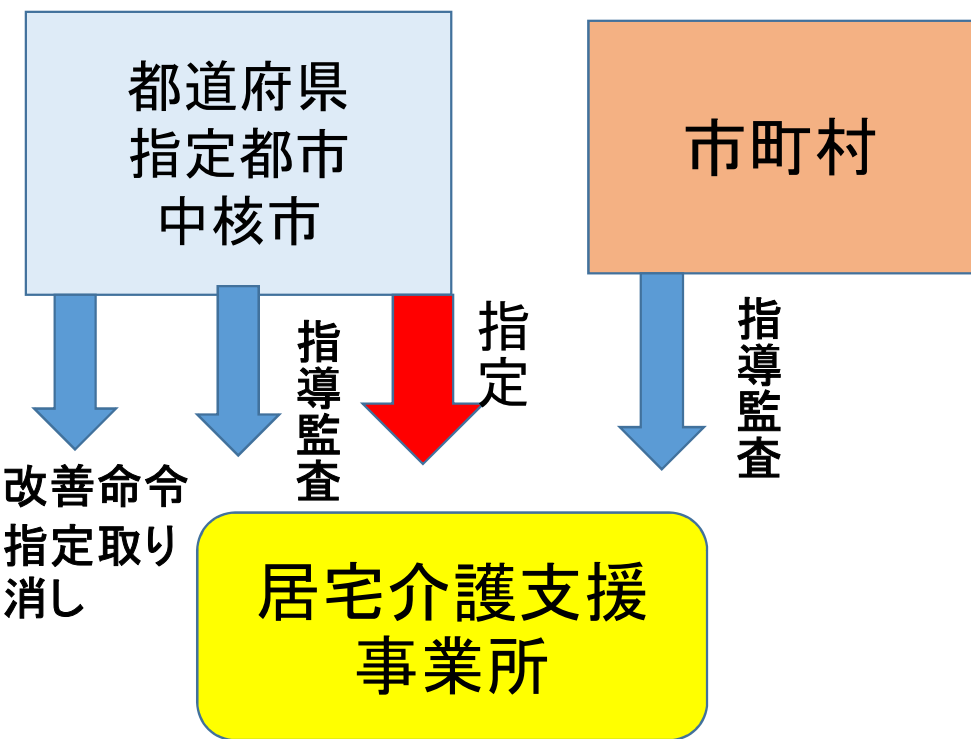 都道府県
指定都市
中核市
市町村
改善命令
指定取り
消し
指導監査
指定
指導監査
居宅介護支援
事業所